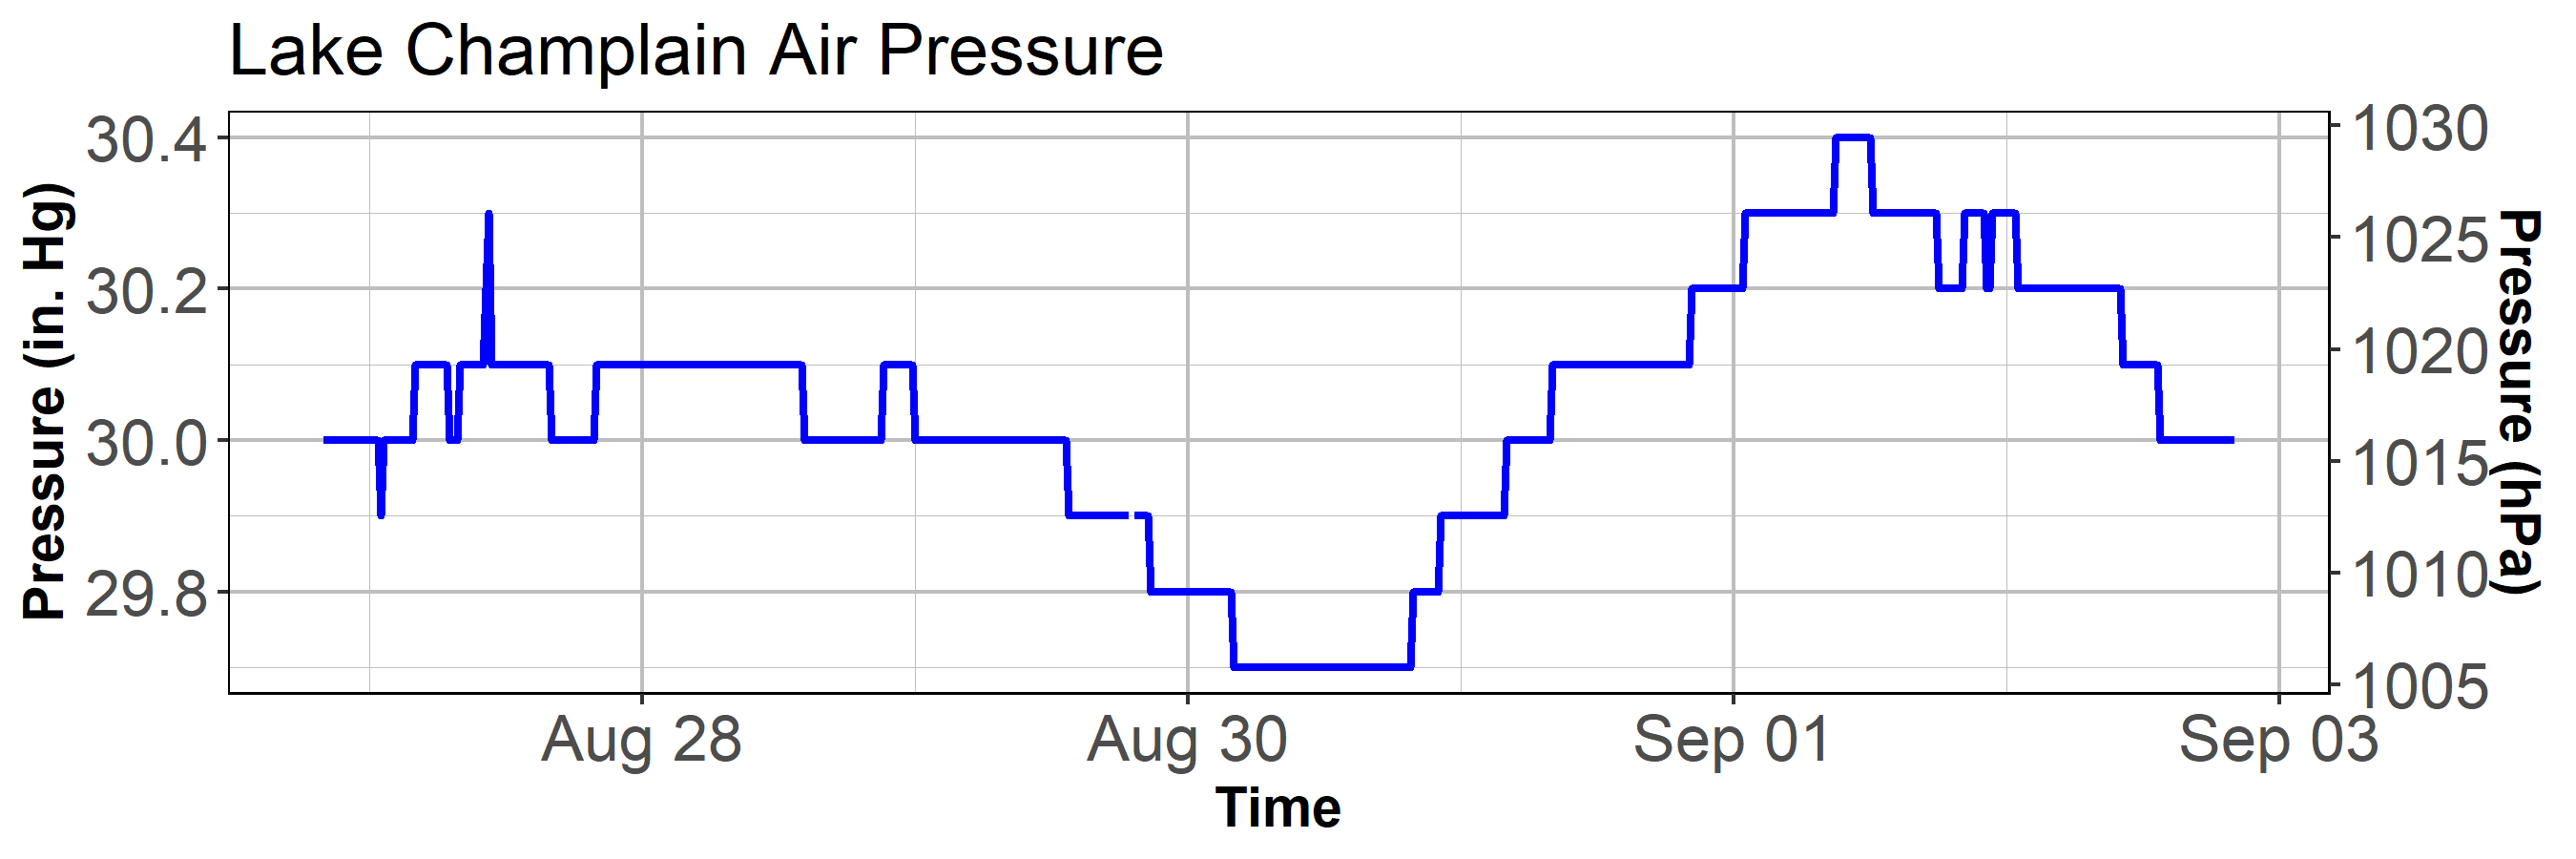 Lake Champlain Air Pressure
Pressure (in. Hg)
30.4
30.2
30.0
29.8
1030
1025
1020
1015
1010
1005
Pressure (hPa)
Aug 28 Aug 30 Sep 01 Sep 03
Time